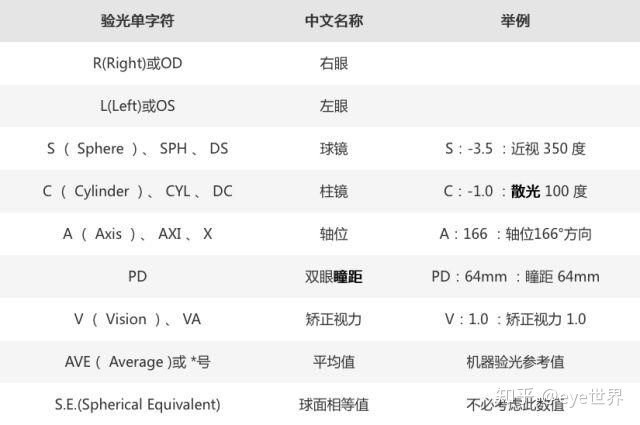 验光单字符 中文名称 举例
R(Right)或OD 右眼
L(Left)或OS 左眼
S（ Sphere ）、 SPH 、 DS 球镜 S：-3.5 ：近视 350 度
C（ Cylinder ）、 CYL 、 DC 柱镜 C：-1.0 ：散光 100 度
A（ Axis ）、 AXI 、 X 轴位 A：166 ：轴位166°方向
PD 双眼瞳距 PD：64mm ：瞳距 64mm
V （ Vision ）、 VA 矫正视力 V：1.0 ：矫正视力 1.0
AVE（ Average )或 *号 平均值 机器验光参考值
S.E.(Spherical Equivalent) 球面相等值 不必考虑此数值
知乎 @eye世界